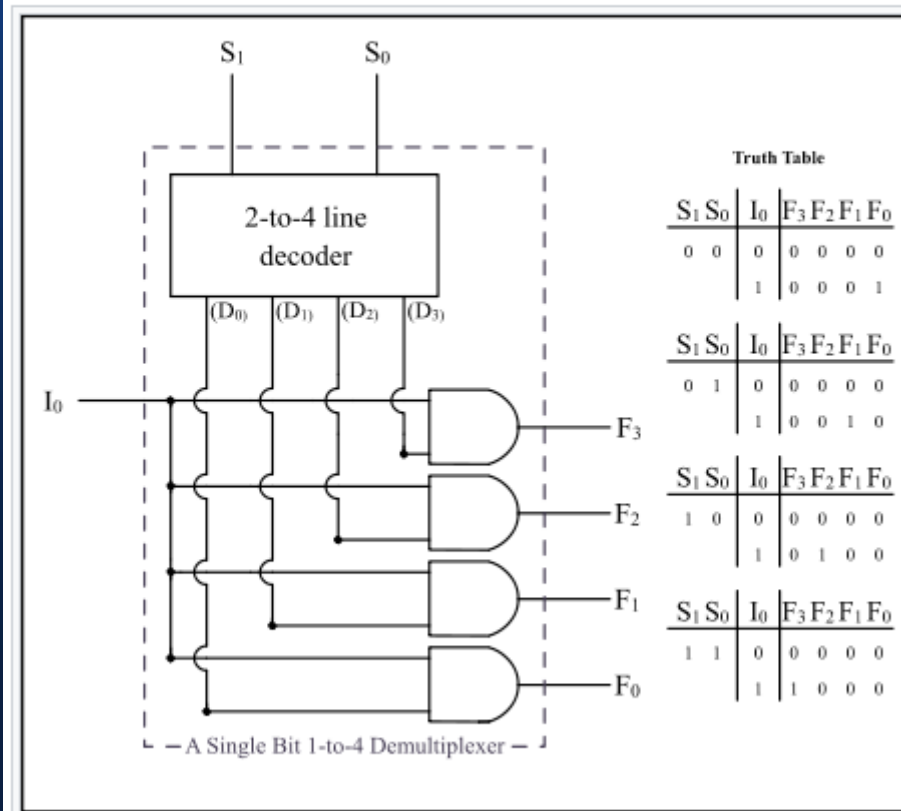 S₁ S₀
2-to-4 line
decoder
(D₀) (D₁) (D₂) (D₃)
I₀
F₃
F₂
F₁
F₀
A Single Bit 1-to-4 Demultiplexer
Truth Table
S₁ S₀ I₀ F₃ F₂ F₁ F₀
0 0 0 0 0 0 0
1 0 0 0 1
S₁ S₀ I₀ F₃ F₂ F₁ F₀
0 1 0 0 0 0 0
1 0 0 1 0
S₁ S₀ I₀ F₃ F₂ F₁ F₀
1 0 0 0 0 0 0
1 0 1 0 0
S₁ S₀ I₀ F₃ F₂ F₁ F₀
1 1 0 0 0 0 0
1 1 0 0 0